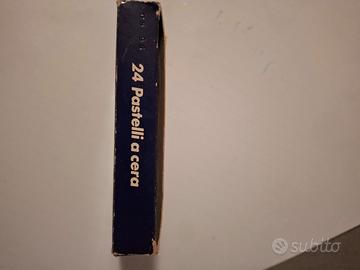 24 Pastelli a cera
subito